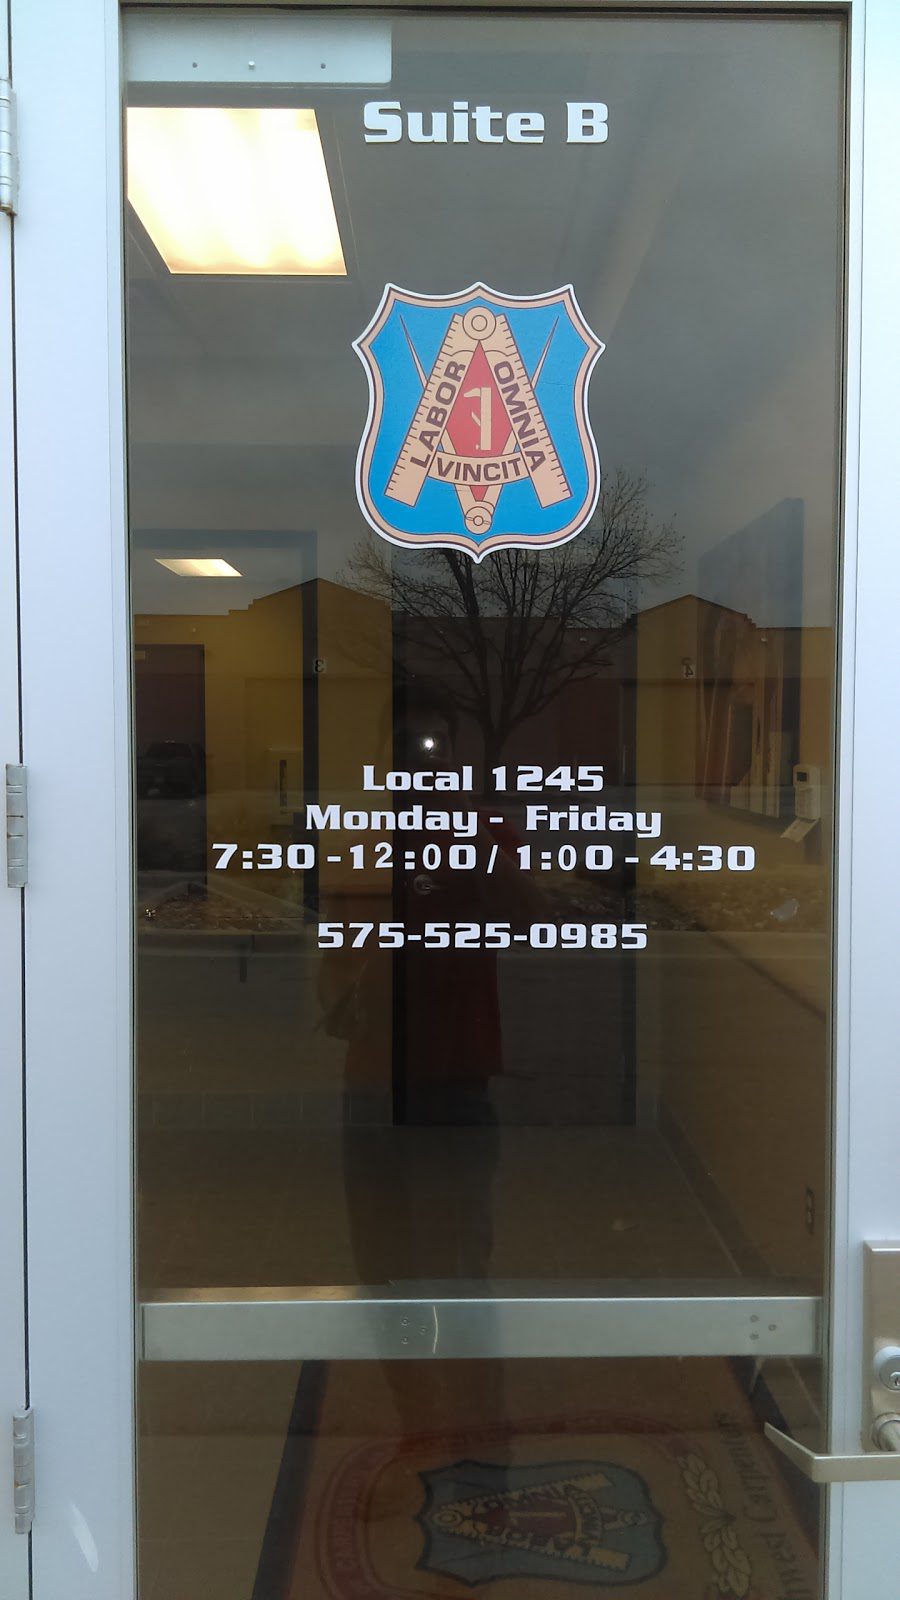 Suite B
LABOR
OMNIA
VINCIT
Local 1245
Monday - Friday
7:30 - 12:00 / 1:00 - 4:30
575-525-0985